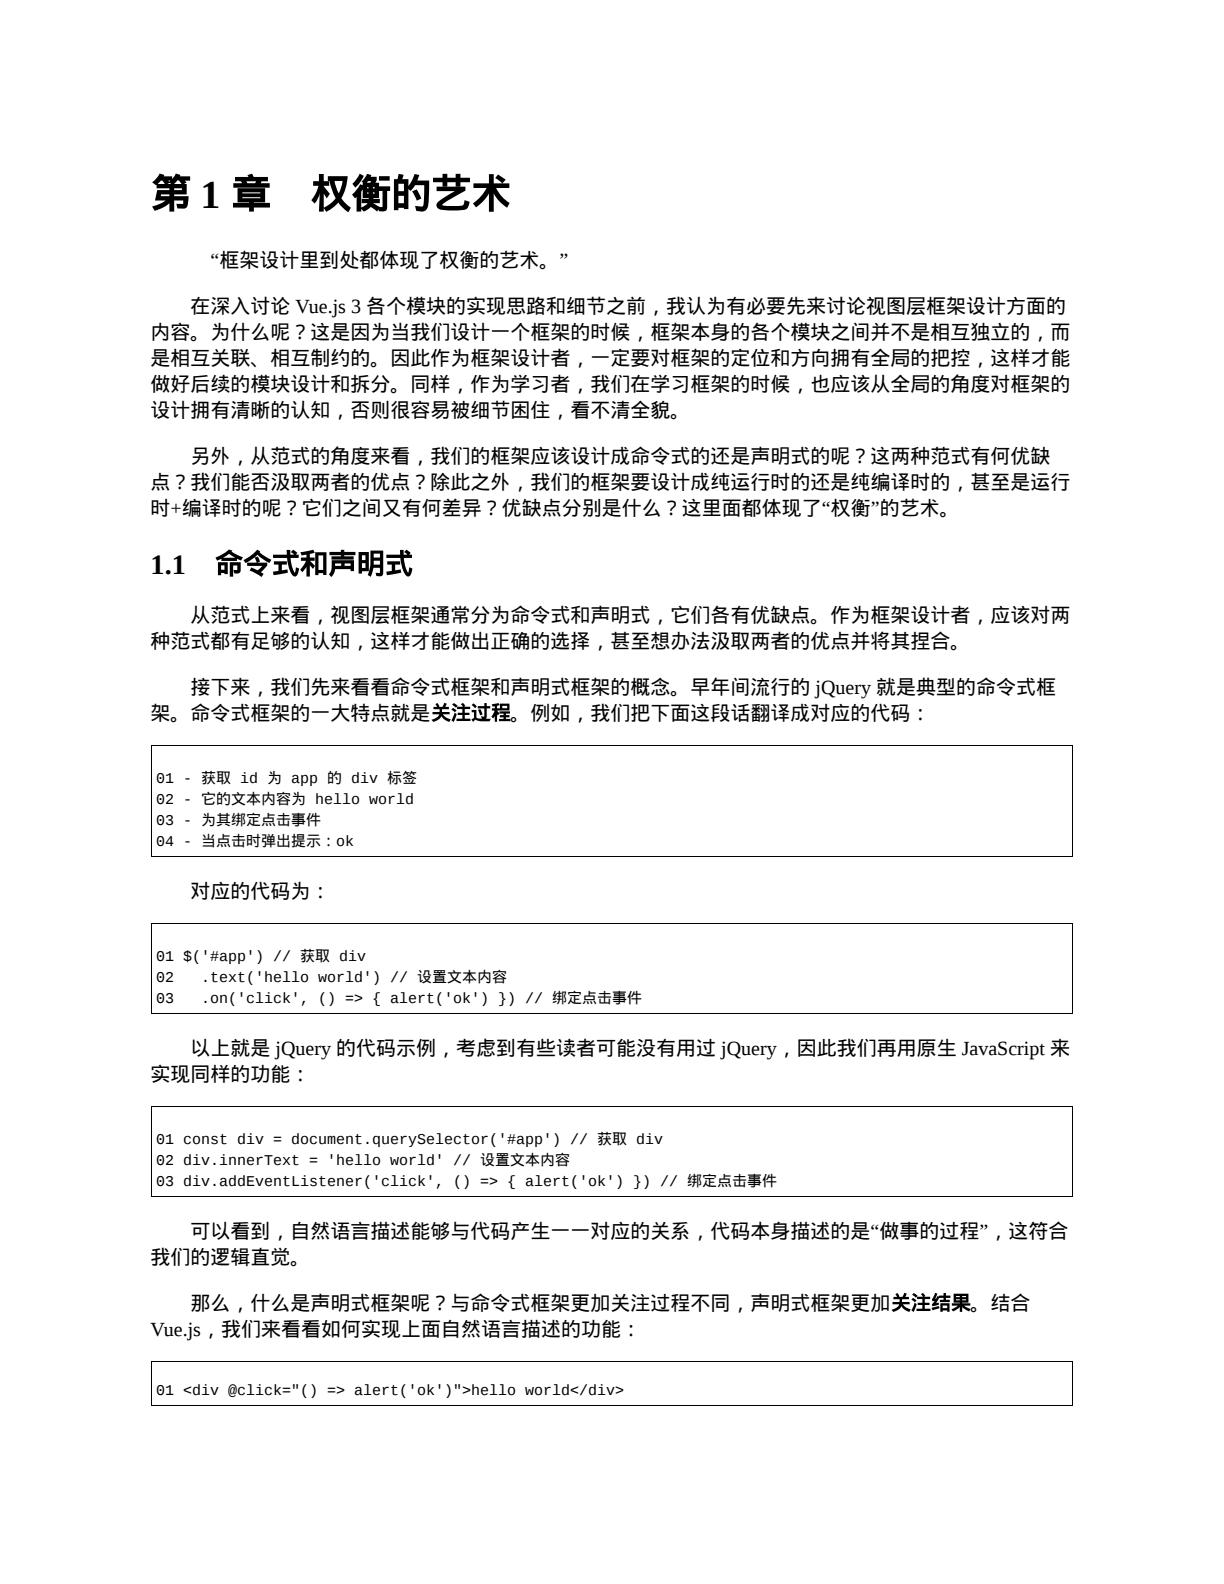 第 1 章　权衡的艺术
“框架设计里到处都体现了权衡的艺术。”
在深入讨论 Vue.js 3 各个模块的实现思路和细节之前，我认为有必要先来讨论视图层框架设计方面的
内容。为什么呢？这是因为当我们设计一个框架的时候，框架本身的各个模块之间并不是相互独立的，而
是相互关联、相互制约的。因此作为框架设计者，一定要对框架的定位和方向拥有全局的把控，这样才能
做好后续的模块设计和拆分。同样，作为学习者，我们在学习框架的时候，也应该从全局的角度对框架的
设计拥有清晰的认知，否则很容易被细节困住，看不清全貌。
另外，从范式的角度来看，我们的框架应该设计成命令式的还是声明式的呢？这两种范式有何优缺
点？我们能否汲取两者的优点？除此之外，我们的框架要设计成纯运行时的还是纯编译时的，甚至是运行
时+编译时的呢？它们之间又有何差异？优缺点分别是什么？这里面都体现了“权衡”的艺术。
1.1　命令式和声明式
从范式上来看，视图层框架通常分为命令式和声明式，它们各有优缺点。作为框架设计者，应该对两
种范式都有足够的认知，这样才能做出正确的选择，甚至想办法汲取两者的优点并将其捏合。
接下来，我们先来看看命令式框架和声明式框架的概念。早年间流行的 jQuery 就是典型的命令式框
架。命令式框架的一大特点就是关注过程。例如，我们把下面这段话翻译成对应的代码：
01 - 获取 id 为 app 的 div 标签
02 - 它的文本内容为 hello world
03 - 为其绑定点击事件
04 - 当点击时弹出提示：ok
对应的代码为：
01 $('#app') // 获取 div
02   .text('hello world') // 设置文本内容
03   .on('click', () => { alert('ok') }) // 绑定点击事件
以上就是 jQuery 的代码示例，考虑到有些读者可能没有用过 jQuery，因此我们再用原生 JavaScript 来
实现同样的功能：
01 const div = document.querySelector('#app') // 获取 div
02 div.innerText = 'hello world' // 设置文本内容
03 div.addEventListener('click', () => { alert('ok') }) // 绑定点击事件
可以看到，自然语言描述能够与代码产生一一对应的关系，代码本身描述的是“做事的过程”，这符合
我们的逻辑直觉。
那么，什么是声明式框架呢？与命令式框架更加关注过程不同，声明式框架更加关注结果。结合
Vue.js，我们来看看如何实现上面自然语言描述的功能：
01 <div @click="() => alert('ok')">hello world</div>